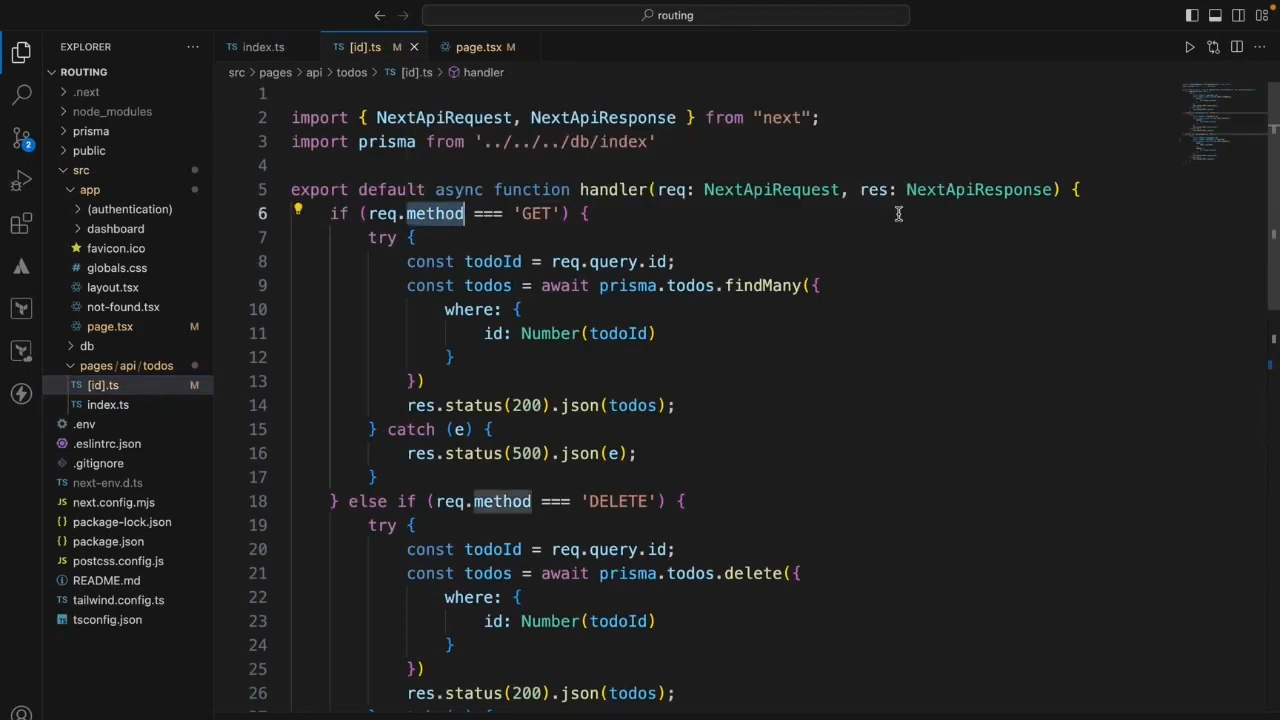 routing
EXPLORER
ROUTING
.next
node_modules
prisma
public
src
app
(authentication)
dashboard
favicon.ico
globals.css
layout.tsx
not-found.tsx
page.tsx M
db
pages/api/todos
[id].ts M
index.ts
.env
.eslintrc.json
.gitignore
next-env.d.ts
next.config.mjs
package-lock.json
package.json
postcss.config.js
README.md
tailwind.config.ts
tsconfig.json
2
TS index.ts
TS [id].ts M
page.tsx M
src > pages > api > todos > TS [id].ts > handler
1
2 import { NextApiRequest, NextApiResponse } from "next";
3 import prisma from '../../../db/index'
4
5 export default async function handler(req: NextApiRequest, res: NextApiResponse) {
6 if (req.method === 'GET') {
7 try {
8 const todoId = req.query.id;
9 const todos = await prisma.todos.findMany({
10 where: {
11 id: Number(todoId)
12 }
13 })
14 res.status(200).json(todos);
15 } catch (e) {
16 res.status(500).json(e);
17 }
18 } else if (req.method === 'DELETE') {
19 try {
20 const todoId = req.query.id;
21 const todos = await prisma.todos.delete({
22 where: {
23 id: Number(todoId)
24 }
25 })
26 res.status(200).json(todos);